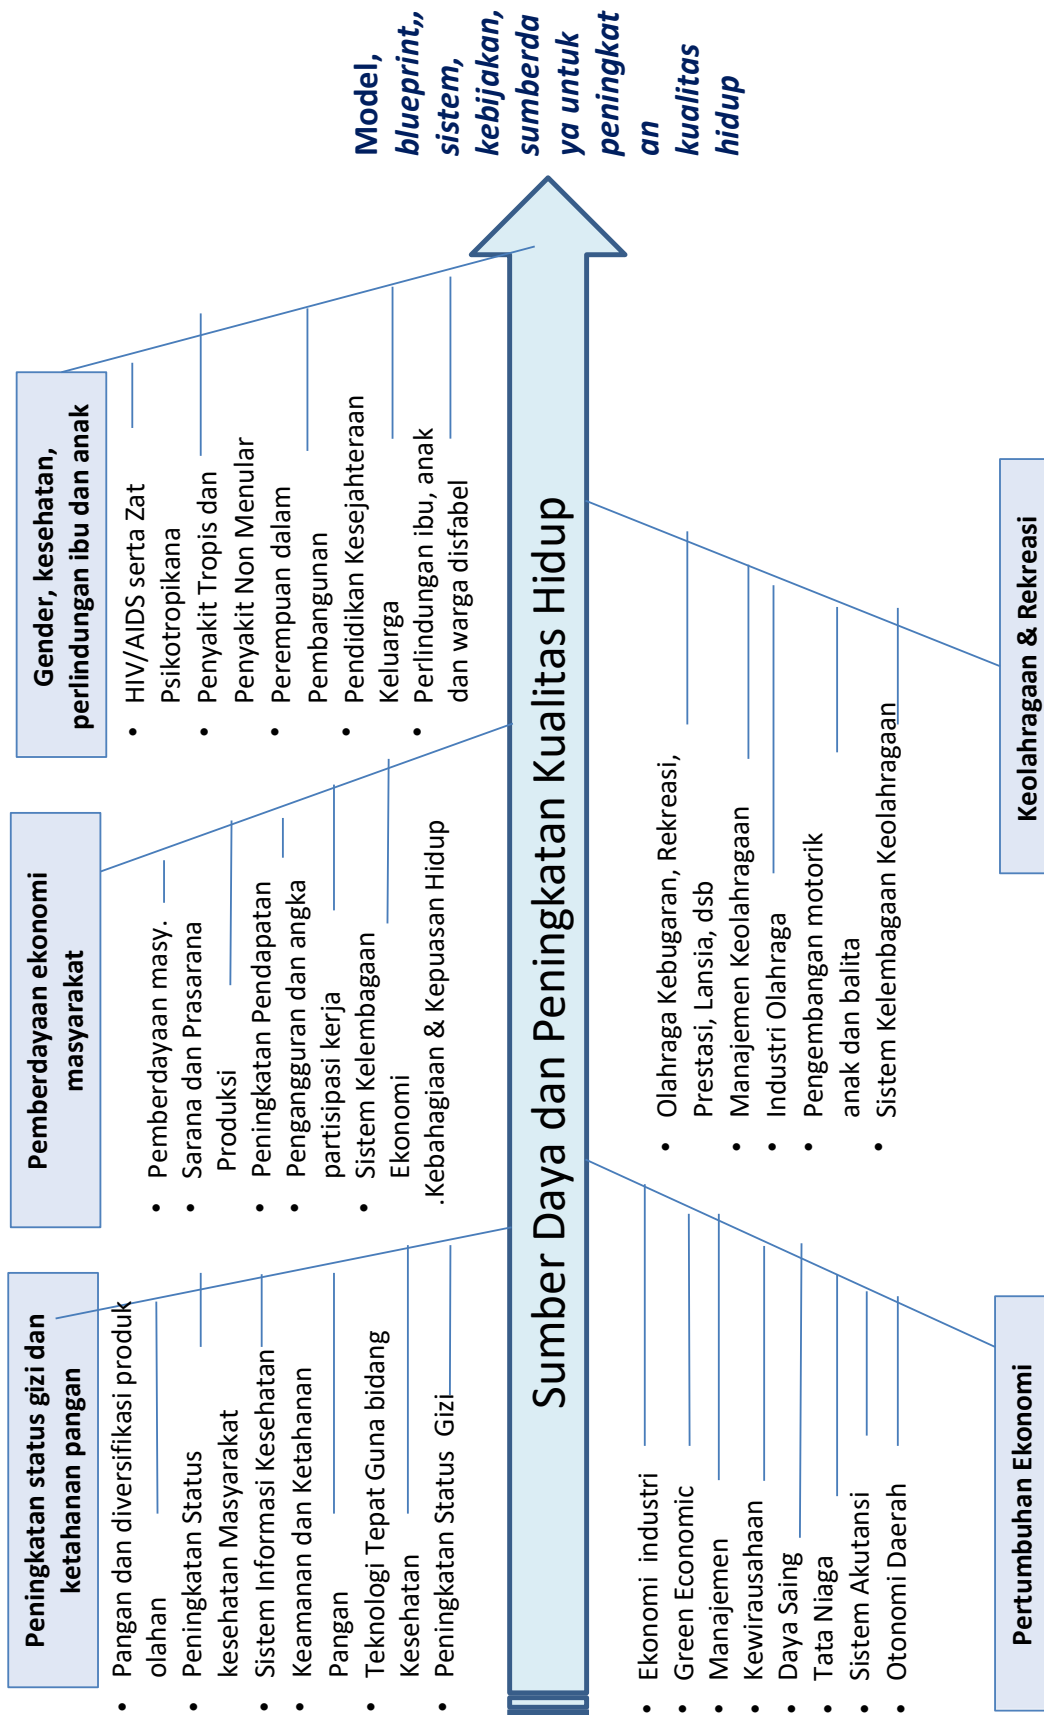 Peningkatan status gizi dan
ketahanan pangan
• Pangan dan diversifikasi produk
olahan
• Peningkatan Status
kesehatan Masyarakat
• Sistem Informasi Kesehatan
• Keamanan dan Ketahanan
Pangan
• Teknologi Tepat Guna bidang
Kesehatan
• Peningkatan Status Gizi
Pemberdayaan ekonomi
masyarakat
• Pemberdayaan masy.
• Sarana dan Prasarana
Produksi
• Peningkatan Pendapatan
• Pengangguran dan angka
partisipasi kerja
• Sistem Kelembagaan
Ekonomi
.Kebahagiaan & Kepuasan Hidup
Gender, kesehatan,
perlindungan ibu dan anak
• HIV/AIDS serta Zat
Psikotropikana
• Penyakit Tropis dan
Penyakit Non Menular
• Perempuan dalam
Pembangunan
• Pendidikan Kesejahteraan
Keluarga
• Perlindungan ibu, anak
dan warga disfabel
Sumber Daya dan Peningkatan Kualitas Hidup
Model,
blueprint,,
sistem,
kebijakan,
sumberda
ya untuk
peningkat
an
kualitas
hidup
• Ekonomi industri
• Green Economic
• Manajemen
• Kewirausahaan
• Daya Saing
• Tata Niaga
• Sistem Akutansi
• Otonomi Daerah
Pertumbuhan Ekonomi
• Olahraga Kebugaran, Rekreasi,
Prestasi, Lansia, dsb
• Manajemen Keolahragaan
• Industri Olahraga
• Pengembangan motorik
anak dan balita
• Sistem Kelembagaan Keolahragaan
Keolahragaan & Rekreasi